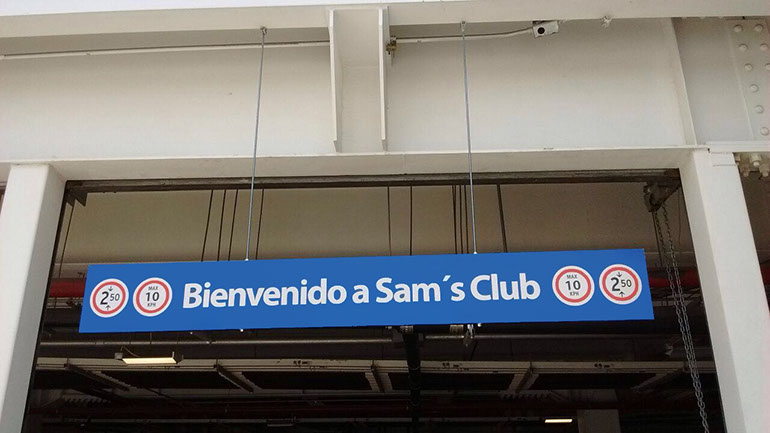 2.50
MAX
10
KPH
Bienvenido a Sam´s Club
MAX
10
KPH
2.50